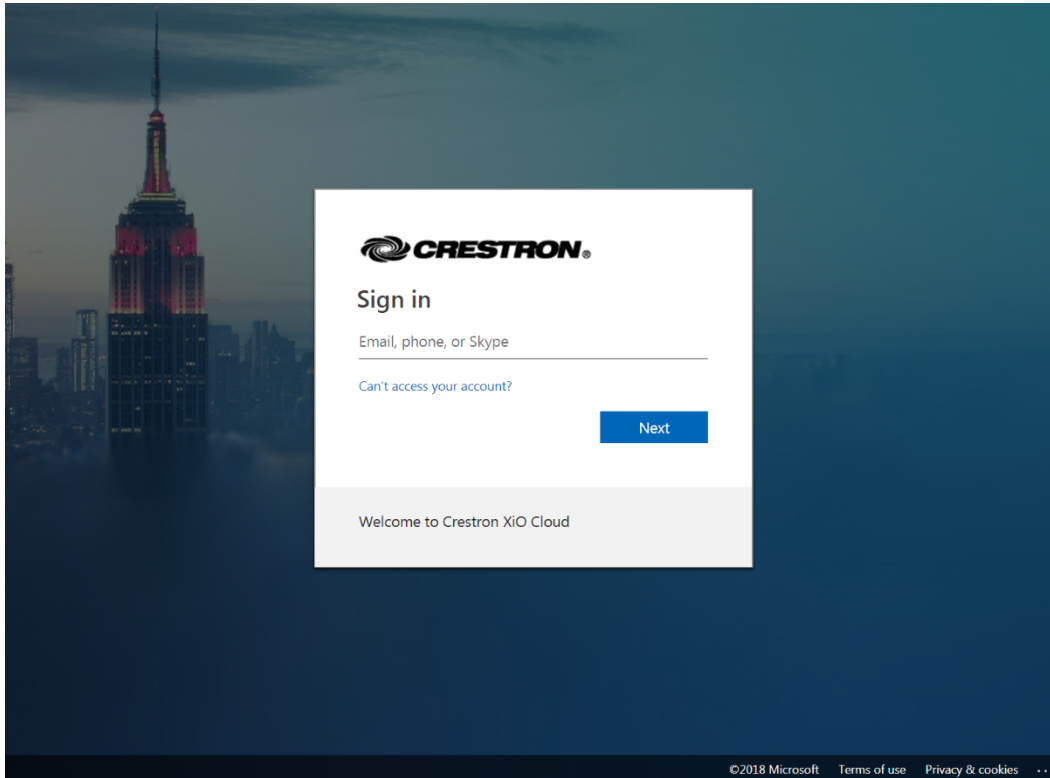 CRESTRON®
Sign in
Email, phone, or Skype
Can't access your account?
Next
Welcome to Crestron XiO Cloud
©2018 Microsoft Terms of use Privacy & cookies ..